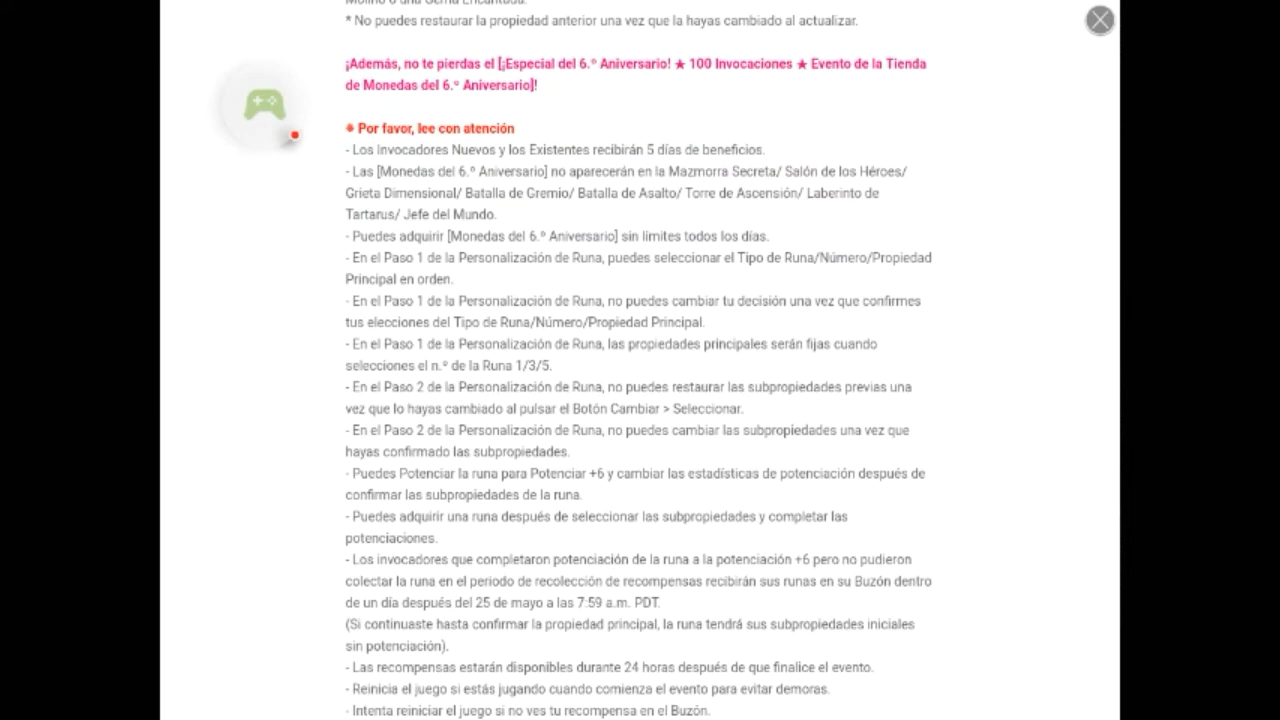 Molino o una Gema Encantada.
* No puedes restaurar la propiedad anterior una vez que la hayas cambiado al actualizar.
¡Además, no te pierdas el [¡Especial del 6.º Aniversario! ★ 100 Invocaciones ★ Evento de la Tienda
de Monedas del 6.º Aniversario]!
※ Por favor, lee con atención
- Los Invocadores Nuevos y los Existentes recibirán 5 días de beneficios.
- Las [Monedas del 6.º Aniversario] no aparecerán en la Mazmorra Secreta/ Salón de los Héroes/
Grieta Dimensional/ Batalla de Gremio/ Batalla de Asalto/ Torre de Ascensión/ Laberinto de
Tartarus/ Jefe del Mundo.
- Puedes adquirir [Monedas del 6.º Aniversario] sin límites todos los días.
- En el Paso 1 de la Personalización de Runa, puedes seleccionar el Tipo de Runa/Número/Propiedad
Principal en orden.
- En el Paso 1 de la Personalización de Runa, no puedes cambiar tu decisión una vez que confirmes
tus elecciones del Tipo de Runa/Número/Propiedad Principal.
- En el Paso 1 de la Personalización de Runa, las propiedades principales serán fijas cuando
selecciones el n.º de la Runa 1/3/5.
- En el Paso 2 de la Personalización de Runa, no puedes restaurar las subpropiedades previas una
vez que lo hayas cambiado al pulsar el Botón Cambiar > Seleccionar.
- En el Paso 2 de la Personalización de Runa, no puedes cambiar las subpropiedades una vez que
hayas confirmado las subpropiedades.
- Puedes Potenciar la runa para Potenciar +6 y cambiar las estadísticas de potenciación después de
confirmar las subpropiedades de la runa.
- Puedes adquirir una runa después de seleccionar las subpropiedades y completar las
potenciaciones.
- Los invocadores que completaron potenciación de la runa a la potenciación +6 pero no pudieron
colectar la runa en el periodo de recolección de recompensas recibirán sus runas en su Buzón dentro
de un día después del 25 de mayo a las 7:59 a.m. PDT.
(Si continuaste hasta confirmar la propiedad principal, la runa tendrá sus subpropiedades iniciales
sin potenciación).
- Las recompensas estarán disponibles durante 24 horas después de que finalice el evento.
- Reinicia el juego si estás jugando cuando comienza el evento para evitar demoras.
- Intenta reiniciar el juego si no ves tu recompensa en el Buzón.